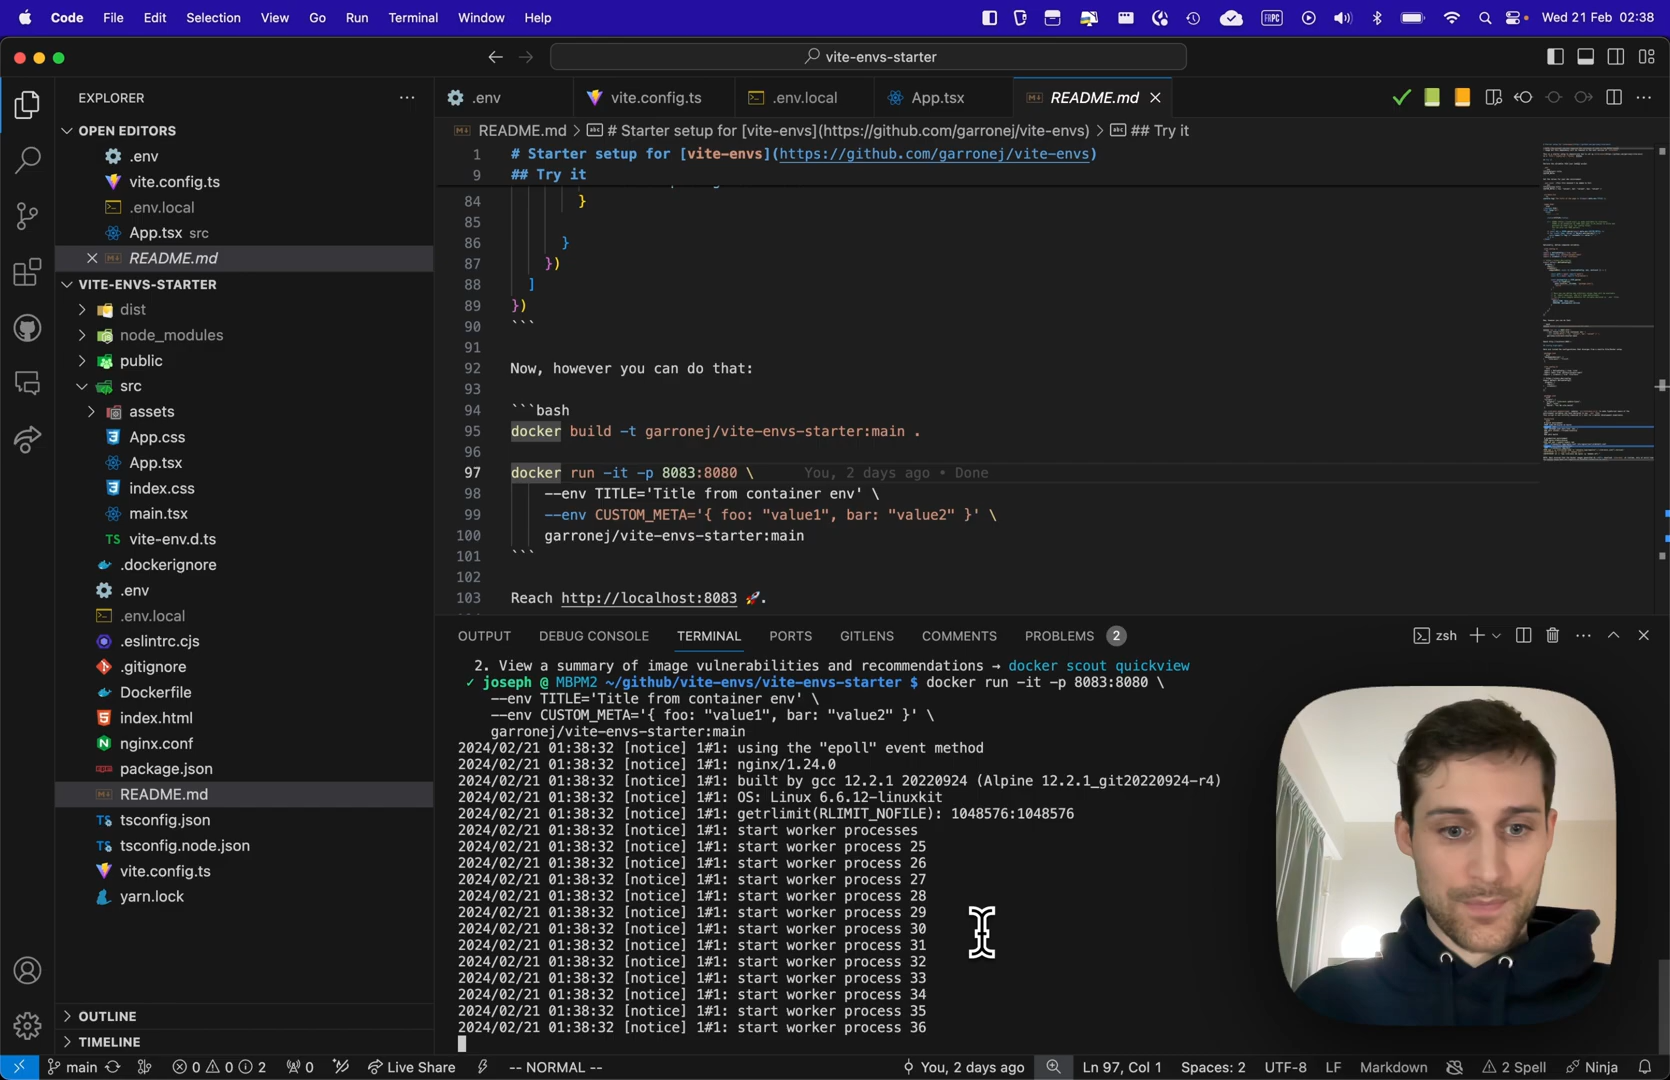 Code File Edit Selection View Go Run Terminal Window Help
FRPC
Wed 21 Feb 02:38
vite-envs-starter
EXPLORER
OPEN EDITORS
.env
vite.config.ts
.env.local
App.tsx src
README.md
VITE-ENVS-STARTER
dist
node_modules
public
src
assets
App.css
App.tsx
index.css
main.tsx
TS vite-env.d.ts
.dockerignore
.env
.env.local
.eslintrc.cjs
.gitignore
Dockerfile
index.html
nginx.conf
package.json
README.md
tsconfig.json
tsconfig.node.json
vite.config.ts
yarn.lock
OUTLINE
TIMELINE
.env vite.config.ts .env.local App.tsx README.md
README.md > # Starter setup for [vite-envs](https://github.com/garronej/vite-envs) > ## Try it
1 # Starter setup for [vite-envs](https://github.com/garronej/vite-envs)
9 ## Try it
84 }
85
86 }
87 })
88 ]
89 })
90 ```
91
92 Now, however you can do that:
93
94 ```bash
95 docker build -t garronej/vite-envs-starter:main .
96
97 docker run -it -p 8083:8080 \ You, 2 days ago • Done
98 --env TITLE='Title from container env' \
99 --env CUSTOM_META='{ foo: "value1", bar: "value2" }' \
100 garronej/vite-envs-starter:main
101 ```
102
103 Reach http://localhost:8083 🚀.
OUTPUT DEBUG CONSOLE TERMINAL PORTS GITLENS COMMENTS PROBLEMS 2
zsh
2. View a summary of image vulnerabilities and recommendations → docker scout quickview
✓ joseph @ MBPM2 ~/github/vite-envs/vite-envs-starter $ docker run -it -p 8083:8080 \
--env TITLE='Title from container env' \
--env CUSTOM_META='{ foo: "value1", bar: "value2" }' \
garronej/vite-envs-starter:main
2024/02/21 01:38:32 [notice] 1#1: using the "epoll" event method
2024/02/21 01:38:32 [notice] 1#1: nginx/1.24.0
2024/02/21 01:38:32 [notice] 1#1: built by gcc 12.2.1 20220924 (Alpine 12.2.1_git20220924-r4)
2024/02/21 01:38:32 [notice] 1#1: OS: Linux 6.6.12-linuxkit
2024/02/21 01:38:32 [notice] 1#1: getrlimit(RLIMIT_NOFILE): 1048576:1048576
2024/02/21 01:38:32 [notice] 1#1: start worker processes
2024/02/21 01:38:32 [notice] 1#1: start worker process 25
2024/02/21 01:38:32 [notice] 1#1: start worker process 26
2024/02/21 01:38:32 [notice] 1#1: start worker process 27
2024/02/21 01:38:32 [notice] 1#1: start worker process 28
2024/02/21 01:38:32 [notice] 1#1: start worker process 29
2024/02/21 01:38:32 [notice] 1#1: start worker process 30
2024/02/21 01:38:32 [notice] 1#1: start worker process 31
2024/02/21 01:38:32 [notice] 1#1: start worker process 32
2024/02/21 01:38:32 [notice] 1#1: start worker process 33
2024/02/21 01:38:32 [notice] 1#1: start worker process 34
2024/02/21 01:38:32 [notice] 1#1: start worker process 35
2024/02/21 01:38:32 [notice] 1#1: start worker process 36
main 0 0 2 0 Live Share -- NORMAL -- You, 2 days ago Ln 97, Col 1 Spaces: 2 UTF-8 LF Markdown 2 Spell Ninja